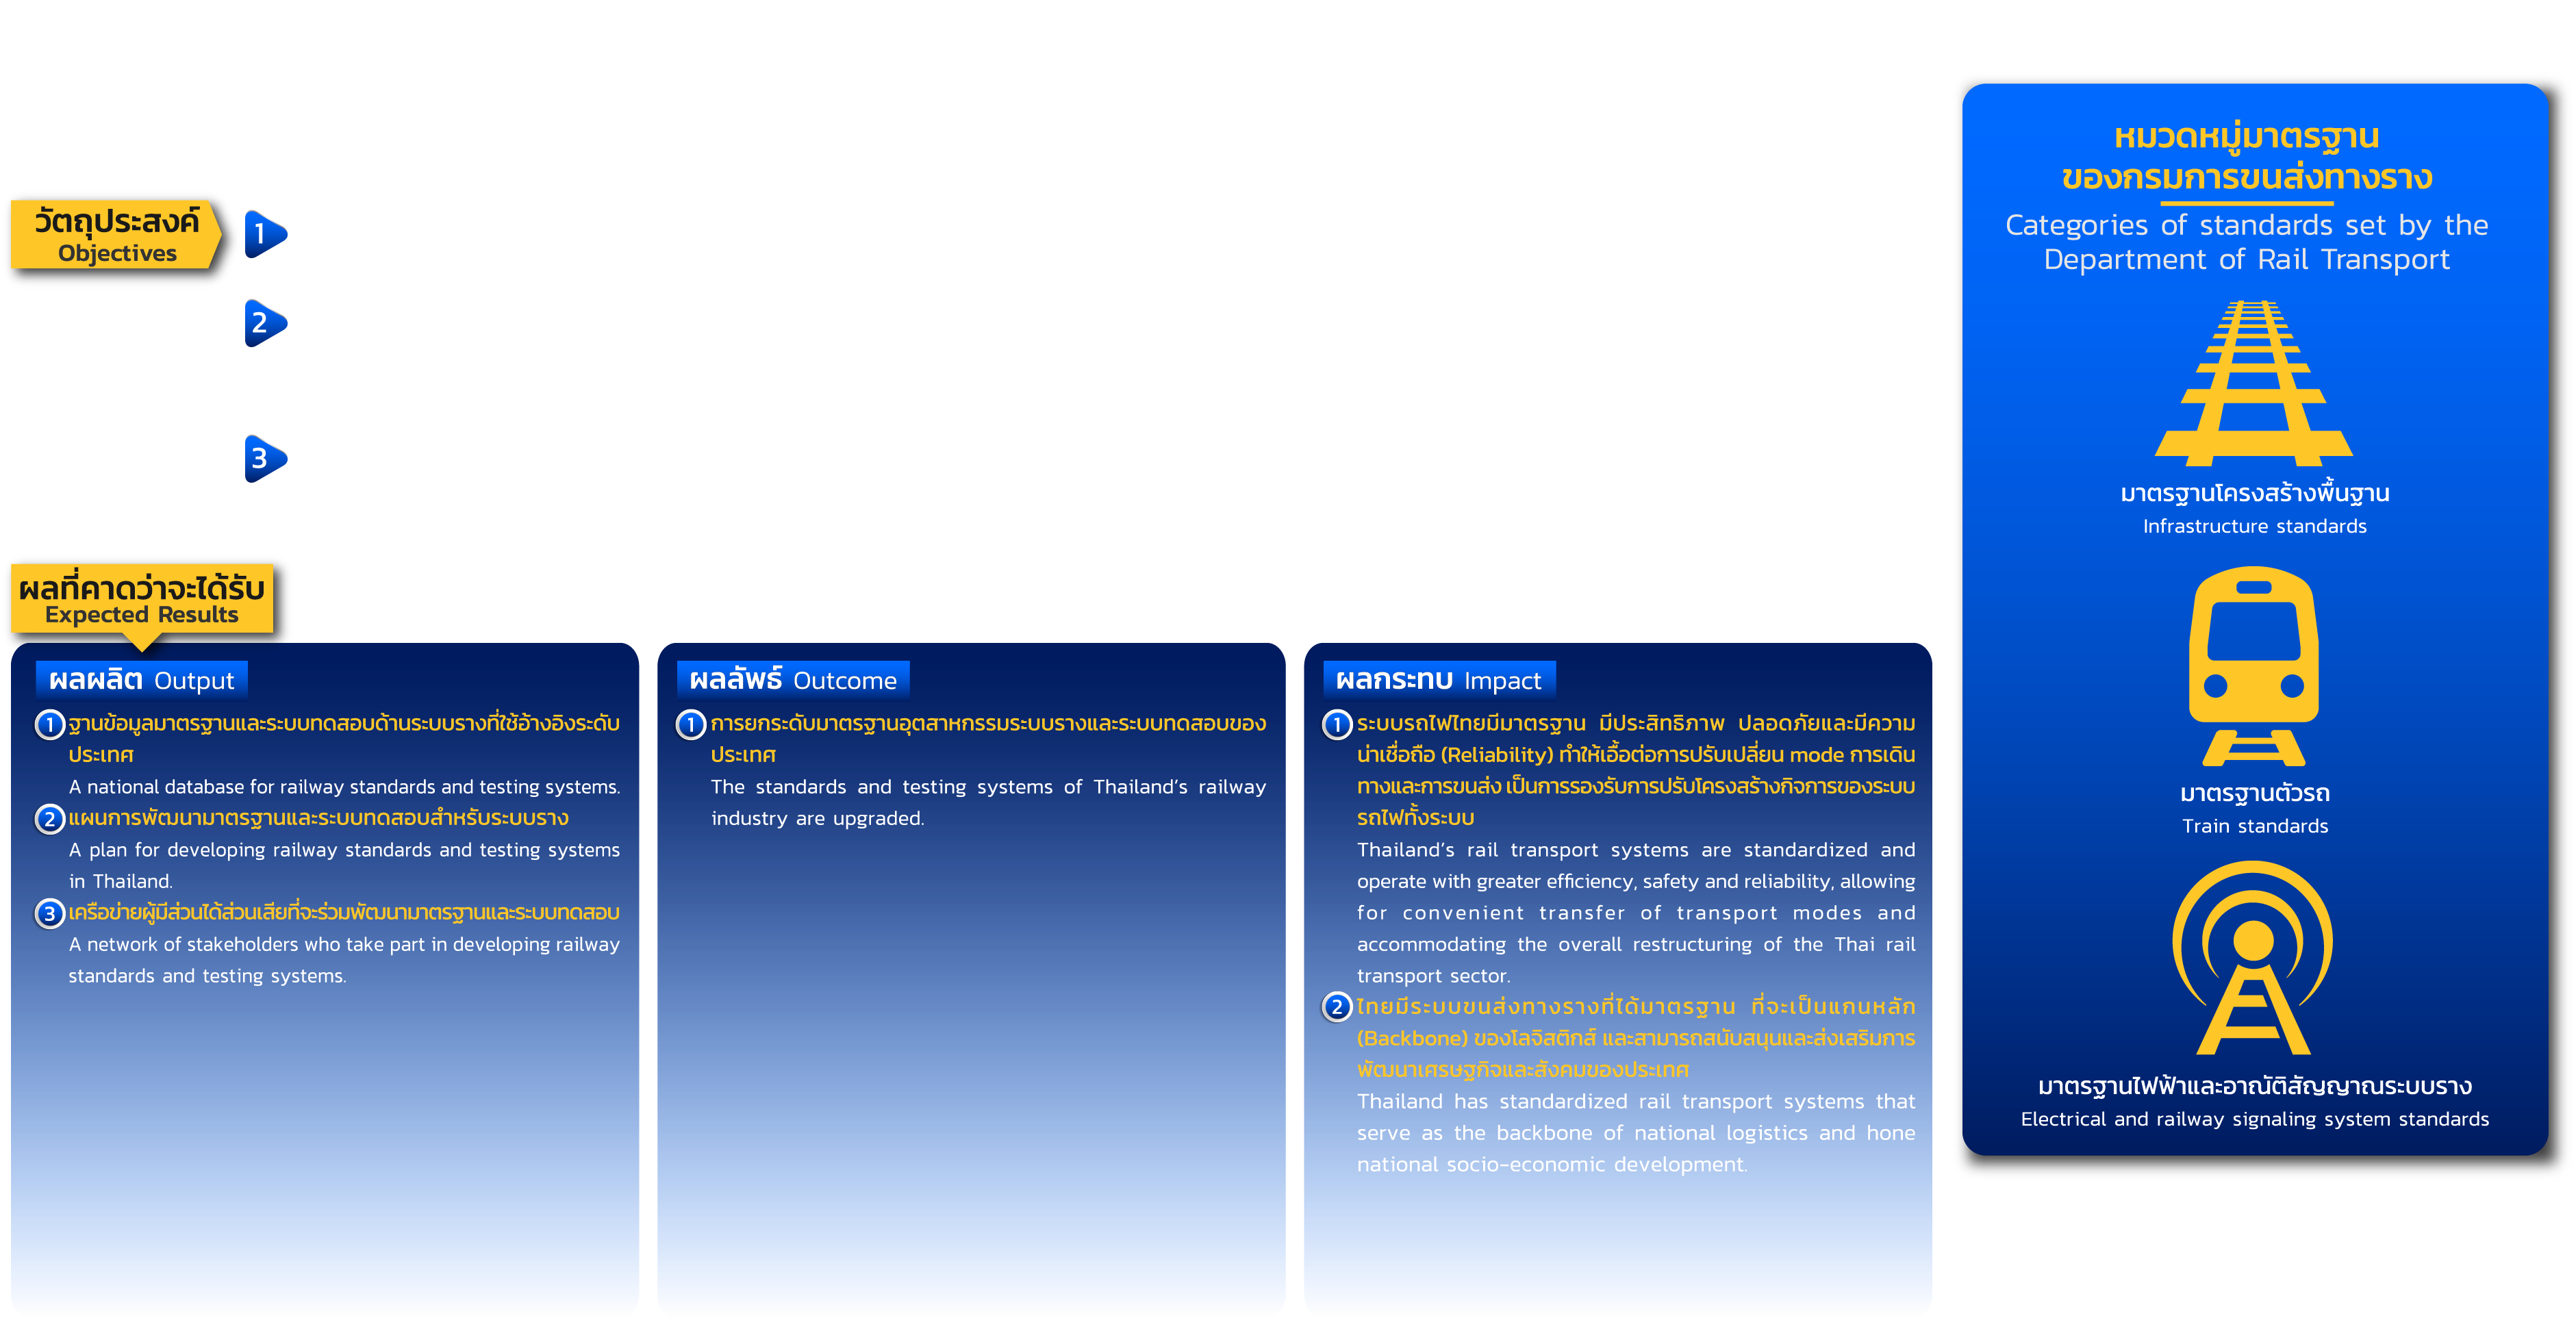 วัตถุประสงค์
Objectives
1
2
3
ผลที่คาดว่าจะได้รับ
Expected Results
ผลผลิต Output
1 ฐานข้อมูลมาตรฐานและระบบทดสอบด้านระบบรางที่ใช้อ้างอิงระดับ
ประเทศ
A national database for railway standards and testing systems.
2 แผนการพัฒนามาตรฐานและระบบทดสอบสำหรับระบบราง
A plan for developing railway standards and testing systems
in Thailand.
3 เครือข่ายผู้มีส่วนได้ส่วนเสียที่จะร่วมพัฒนามาตรฐานและระบบทดสอบ
A network of stakeholders who take part in developing railway
standards and testing systems.
ผลลัพธ์ Outcome
1 การยกระดับมาตรฐานอุตสาหกรรมระบบรางและระบบทดสอบของ
ประเทศ
The standards and testing systems of Thailand’s railway
industry are upgraded.
ผลกระทบ Impact
1 ระบบรถไฟไทยมีมาตรฐาน มีประสิทธิภาพ ปลอดภัยและมีความ
น่าเชื่อถือ (Reliability) ทำให้เอื้อต่อการปรับเปลี่ยน mode การเดิน
ทางและการขนส่ง เป็นการรองรับการปรับโครงสร้างกิจการของระบบ
รถไฟทั้งระบบ
Thailand’s rail transport systems are standardized and
operate with greater efficiency, safety and reliability, allowing
for convenient transfer of transport modes and
accommodating the overall restructuring of the Thai rail
transport sector.
2 ไทยมีระบบขนส่งทางรางที่ได้มาตรฐาน ที่จะเป็นแกนหลัก
(Backbone) ของโลจิสติกส์ และสามารถสนับสนุนและส่งเสริมการ
พัฒนาเศรษฐกิจและสังคมของประเทศ
Thailand has standardized rail transport systems that
serve as the backbone of national logistics and hone
national socio-economic development.
หมวดหมู่มาตรฐาน
ของกรมการขนส่งทางราง
Categories of standards set by the
Department of Rail Transport
มาตรฐานโครงสร้างพื้นฐาน
Infrastructure standards
มาตรฐานตัวรถ
Train standards
มาตรฐานไฟฟ้าและอาณัติสัญญาณระบบราง
Electrical and railway signaling system standards